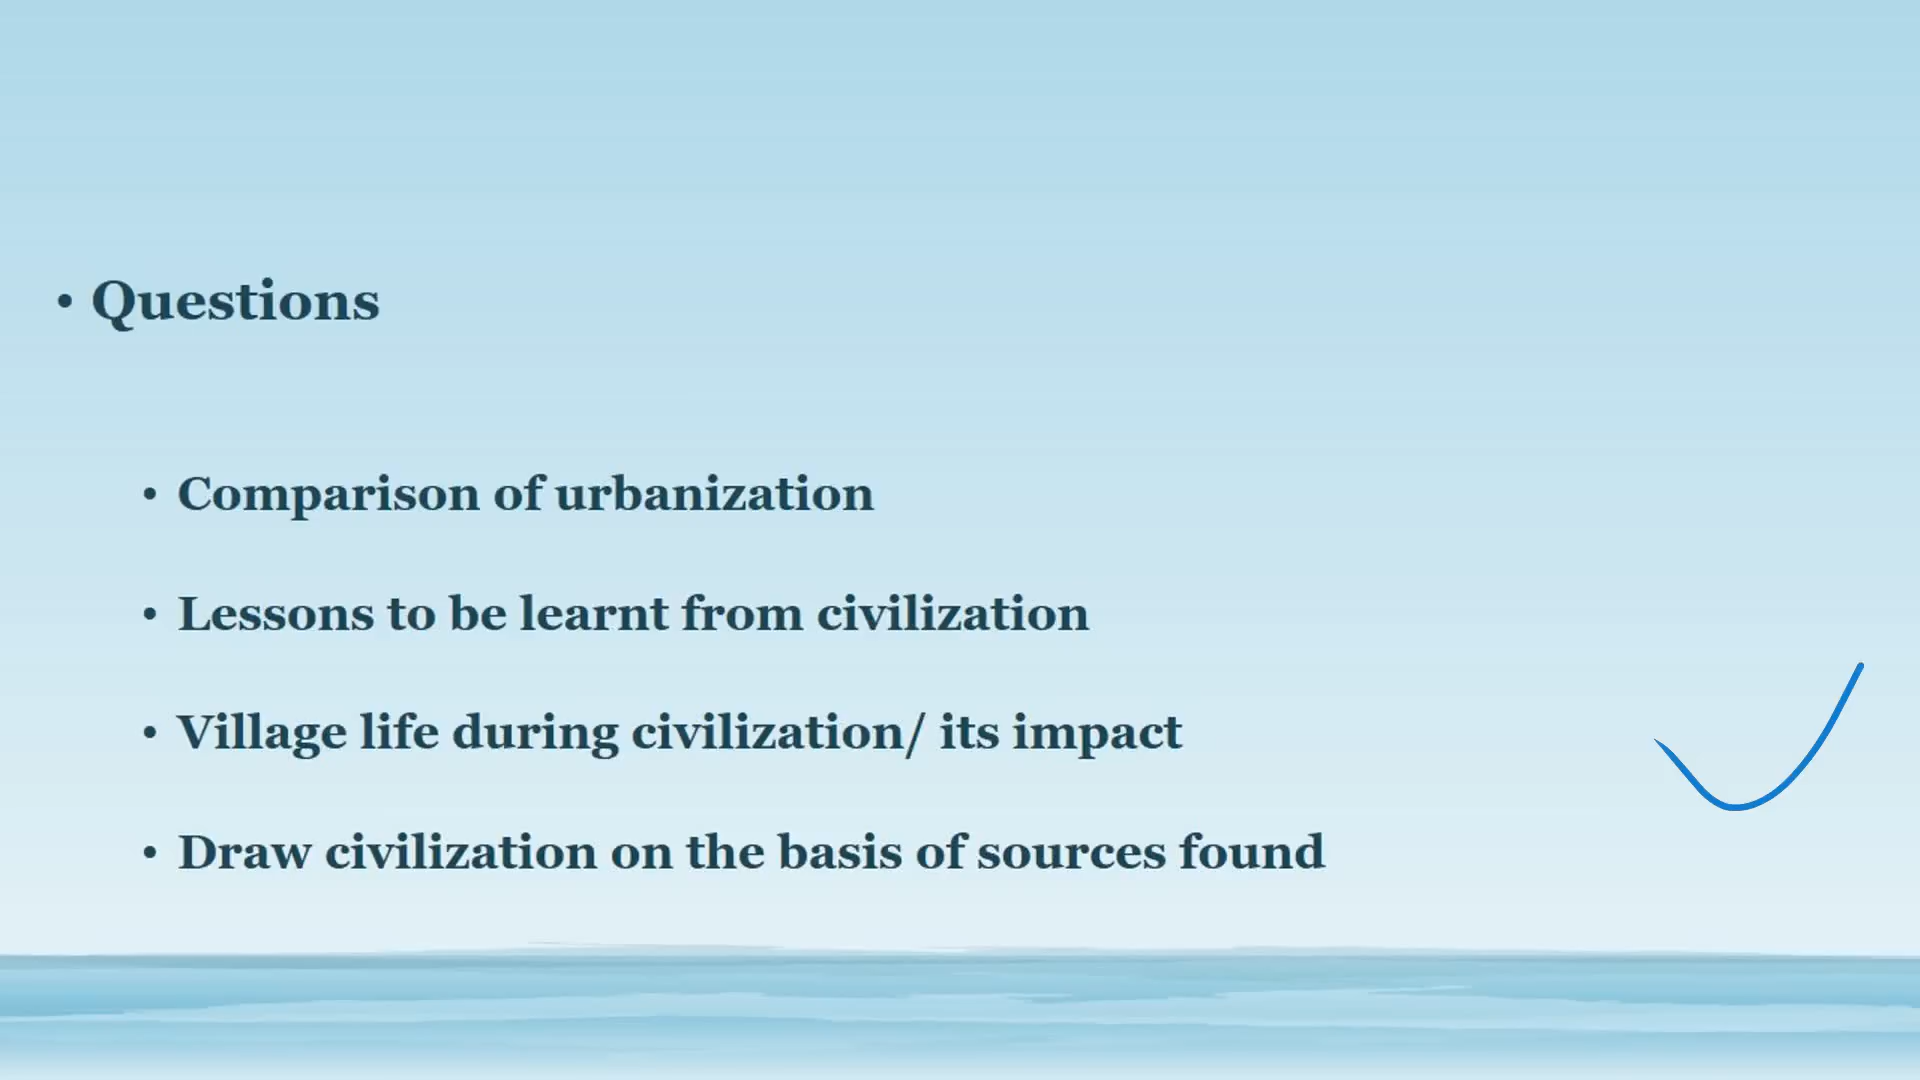 • Questions
• Comparison of urbanization
• Lessons to be learnt from civilization
• Village life during civilization/ its impact
• Draw civilization on the basis of sources found